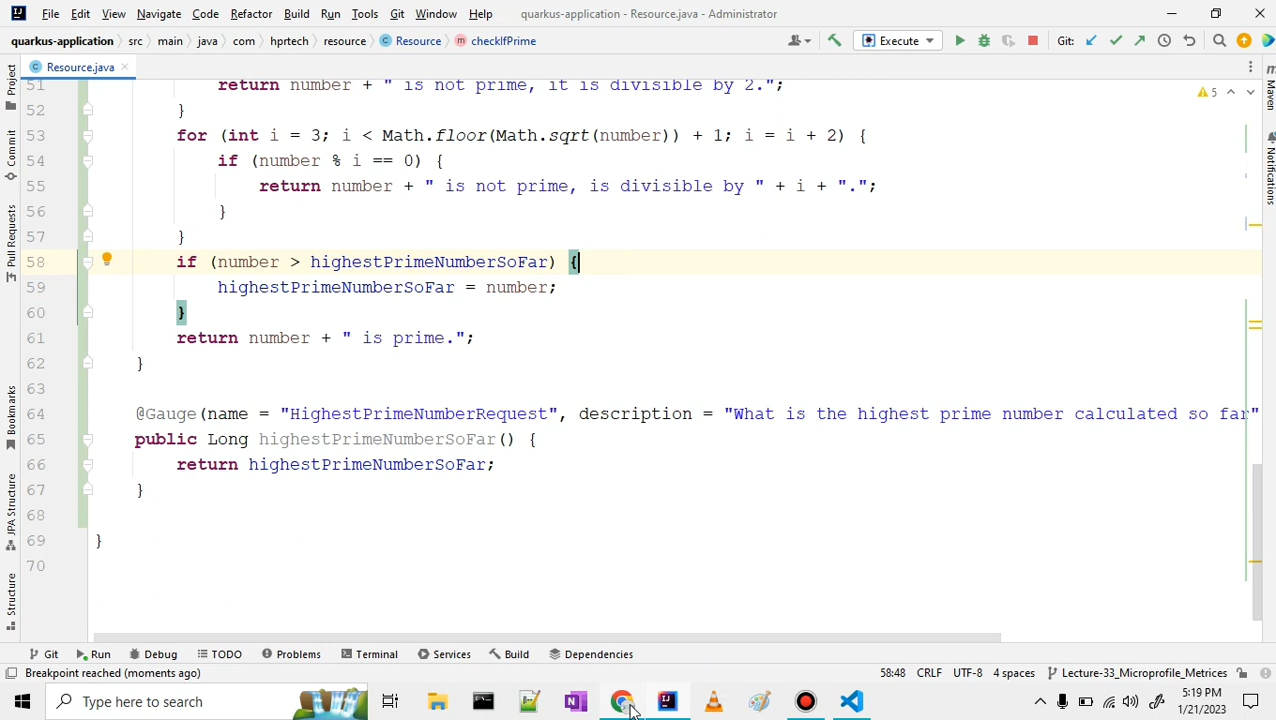 File Edit View Navigate Code Refactor Build Run Tools Git Window Help quarkus-application - Resource.java - Administrator
quarkus-application src main java com hprtech resource Resource checkIfPrime Execute Git:
Resource.java
51 return number + " is not prime, it is divisible by 2.";
52 }
53 for (int i = 3; i < Math.floor(Math.sqrt(number)) + 1; i = i + 2) {
54 if (number % i == 0) {
55 return number + " is not prime, is divisible by " + i + ".";
56 }
57 }
58 if (number > highestPrimeNumberSoFar) {
59 highestPrimeNumberSoFar = number;
60 }
61 return number + " is prime.";
62 }
63
64 @Gauge(name = "HighestPrimeNumberRequest", description = "What is the highest prime number calculated so far"
65 public Long highestPrimeNumberSoFar() {
66 return highestPrimeNumberSoFar;
67 }
68
69 }
70
5
Project
Commit
Pull Requests
Bookmarks
JPA Structure
Structure
Maven
Notifications
Git Run Debug TODO Problems Terminal Services Build Dependencies
Breakpoint reached (moments ago) 58:48 CRLF UTF-8 4 spaces Lecture-33_Microprofile_Metrices
Type here to search
5:19 PM
1/21/2023